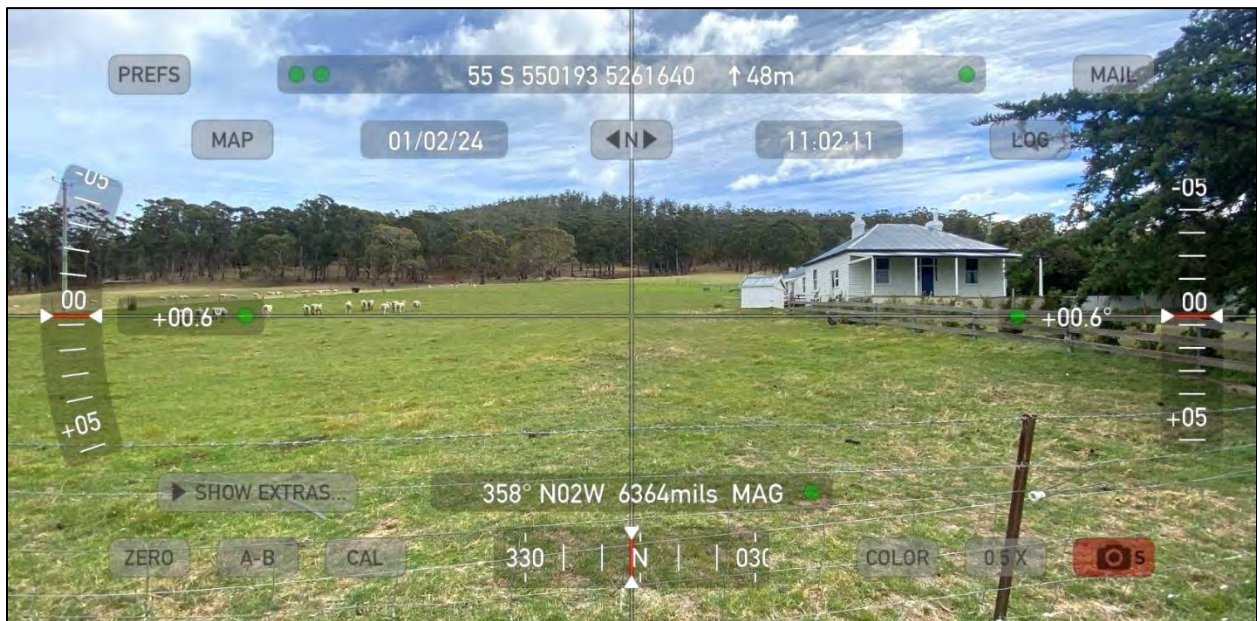 PREFS
55 S 550193 5261640 ↑48m
MAIL
MAP
01/02/24
◀N▶
11:02:11
LOG
-05
-05
00
+00.6
+00.6°
00
+05
+05
▶ SHOW EXTRAS...
358° N02W 6364mils MAG
ZERO
A-B
CAL
330
N
030
COLOR
0.5 X
S